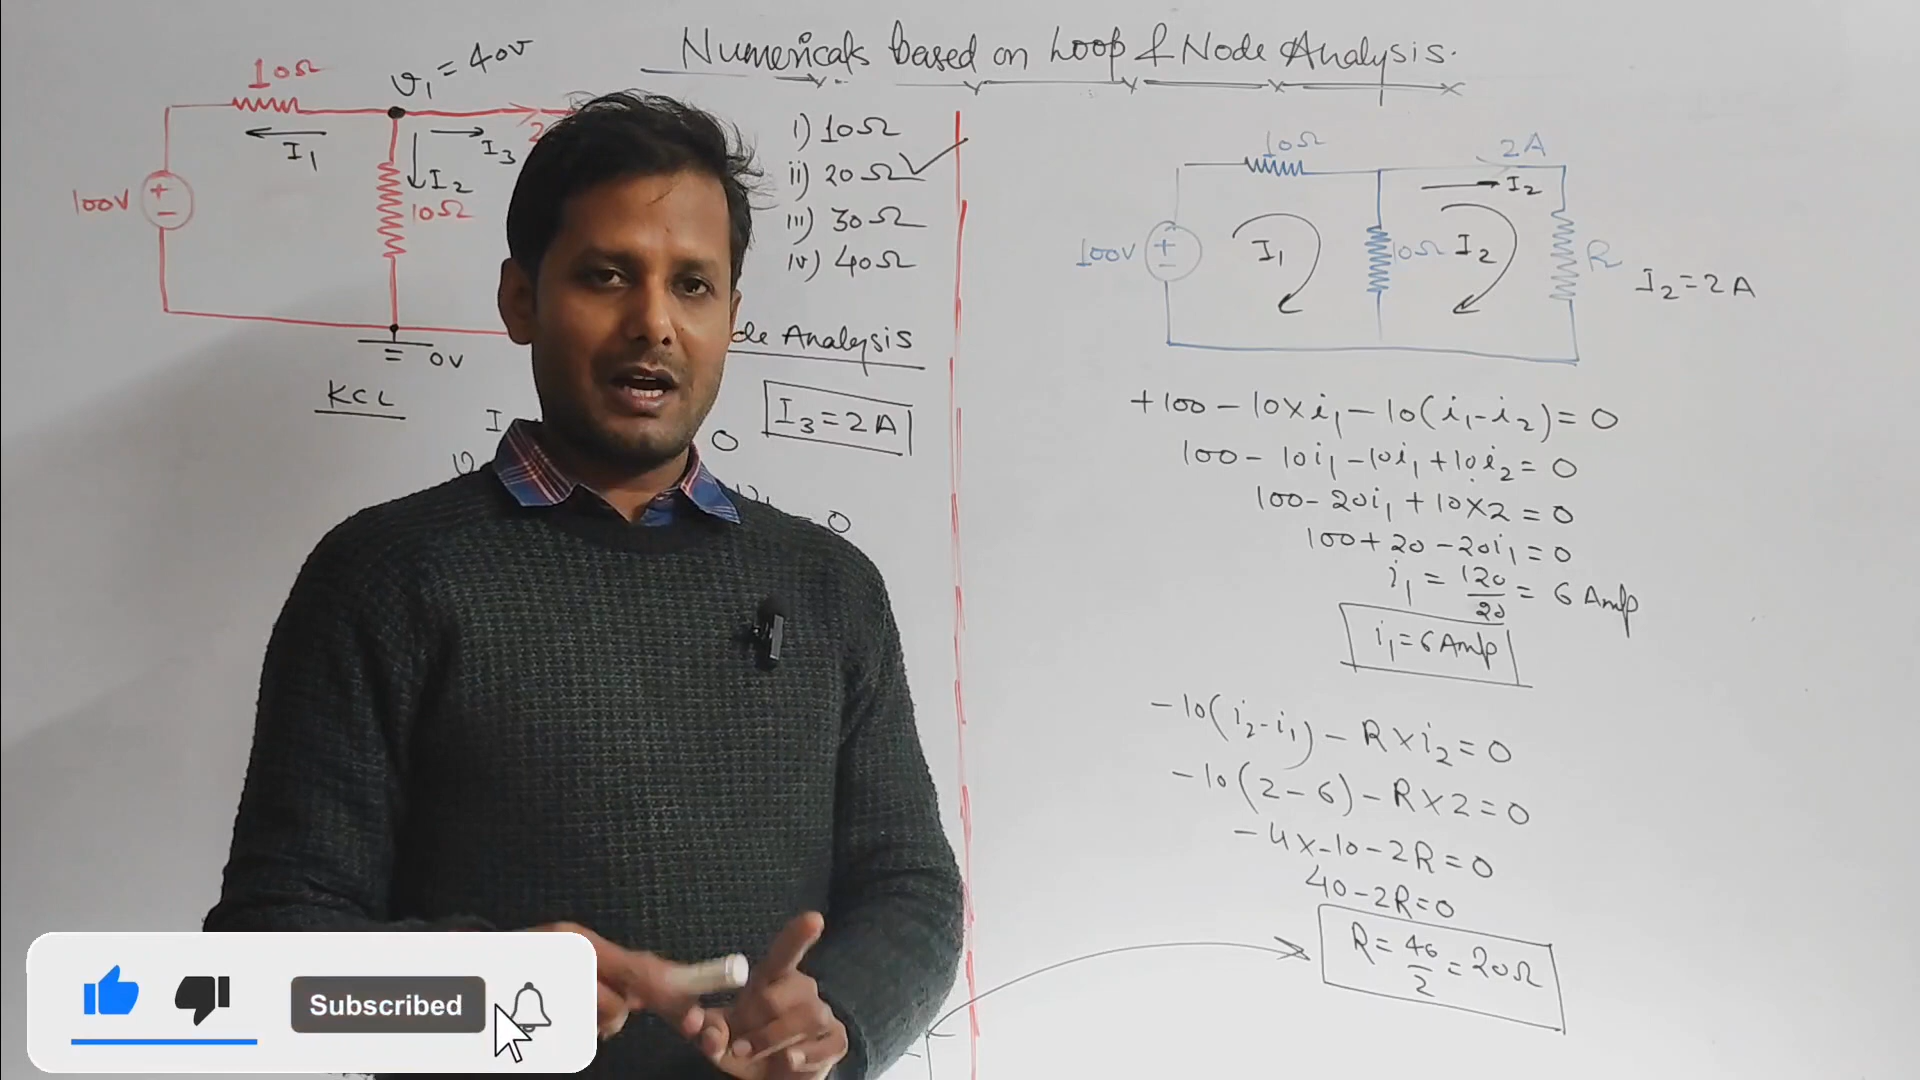 Numericals based on Loop & Node Analysis.
10Ω
v₁ = 40v
I₁
I₃
2
I₂
10Ω
100V
+
−
0V
KCL
i) 10Ω
ii) 20Ω
iii) 30Ω
iv) 40Ω
de Analysis
I₃ = 2A
I
0
0
10Ω
2A
I₂
100V
+
−
I₁
10Ω
I₂
R
I₂ = 2A
+100 − 10×i₁ − 10(i₁−i₂) = 0
100 − 10i₁ − 10i₁ + 10i₂ = 0
100 − 20i₁ + 10×2 = 0
100 + 20 − 20i₁ = 0
i₁ = 120/20 = 6 Amp
i₁ = 6 Amp
−10(i₂−i₁) − R×i₂ = 0
−10(2−6) − R×2 = 0
−4×−10−2R = 0
40−2R=0
R = 40/2 = 20Ω
Subscribed